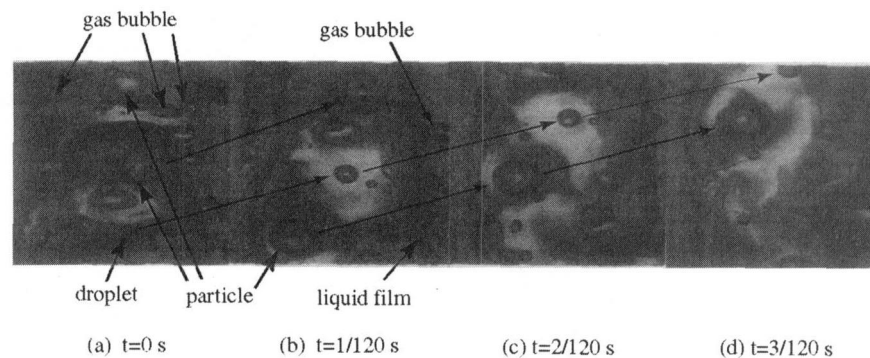 gas bubble
gas bubble
droplet
particle
liquid film
(a) t=0 s
(b) t=1/120 s
(c) t=2/120 s
(d) t=3/120 s